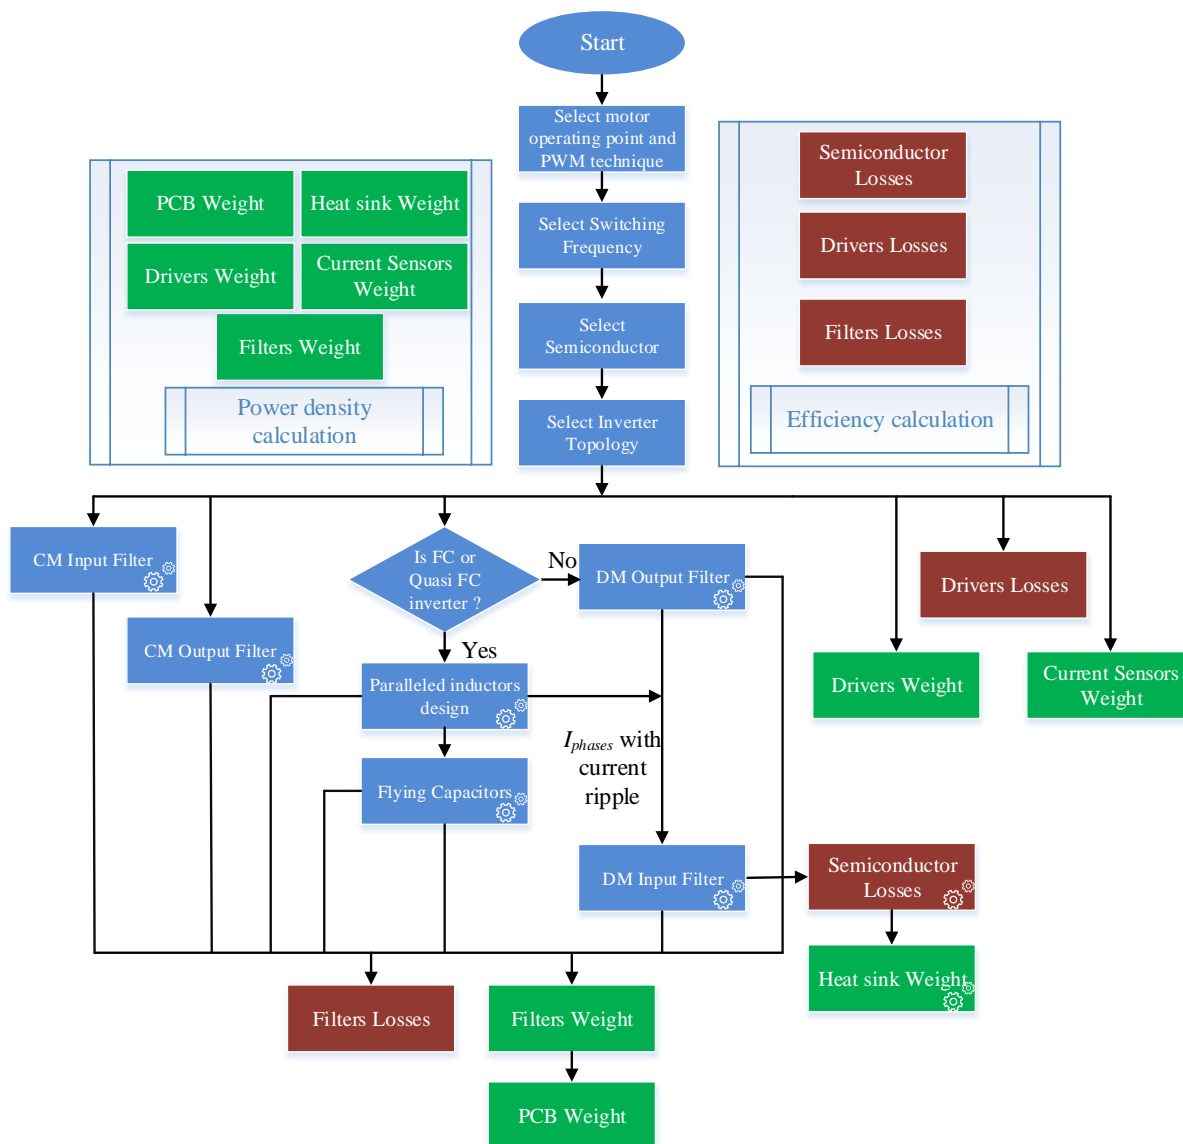 Start
Select motor
operating point and
PWM technique
Select Switching
Frequency
Select
Semiconductor
Select Inverter
Topology
PCB Weight
Heat sink Weight
Drivers Weight
Current Sensors
Weight
Filters Weight
Power density
calculation
Semiconductor
Losses
Drivers Losses
Filters Losses
Efficiency calculation
CM Input Filter
CM Output Filter
Is FC or
Quasi FC
inverter ?
No
Yes
DM Output Filter
Paralleled inductors
design
Flying Capacitors
I phases with
current
ripple
DM Input Filter
Drivers Losses
Drivers Weight
Current Sensors
Weight
Semiconductor
Losses
Heat sink Weight
Filters Losses
Filters Weight
PCB Weight